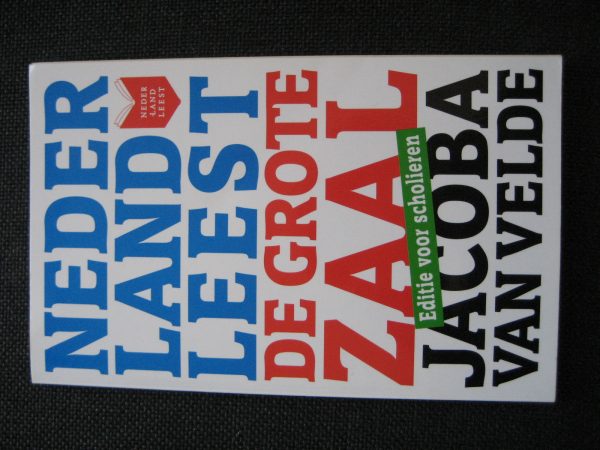 NEDER
LAND
LEEST
NEDER
LAND
LEEST
DE GROTE
ZAAL
Editie voor scholieren
JACOBA
VAN VELDE